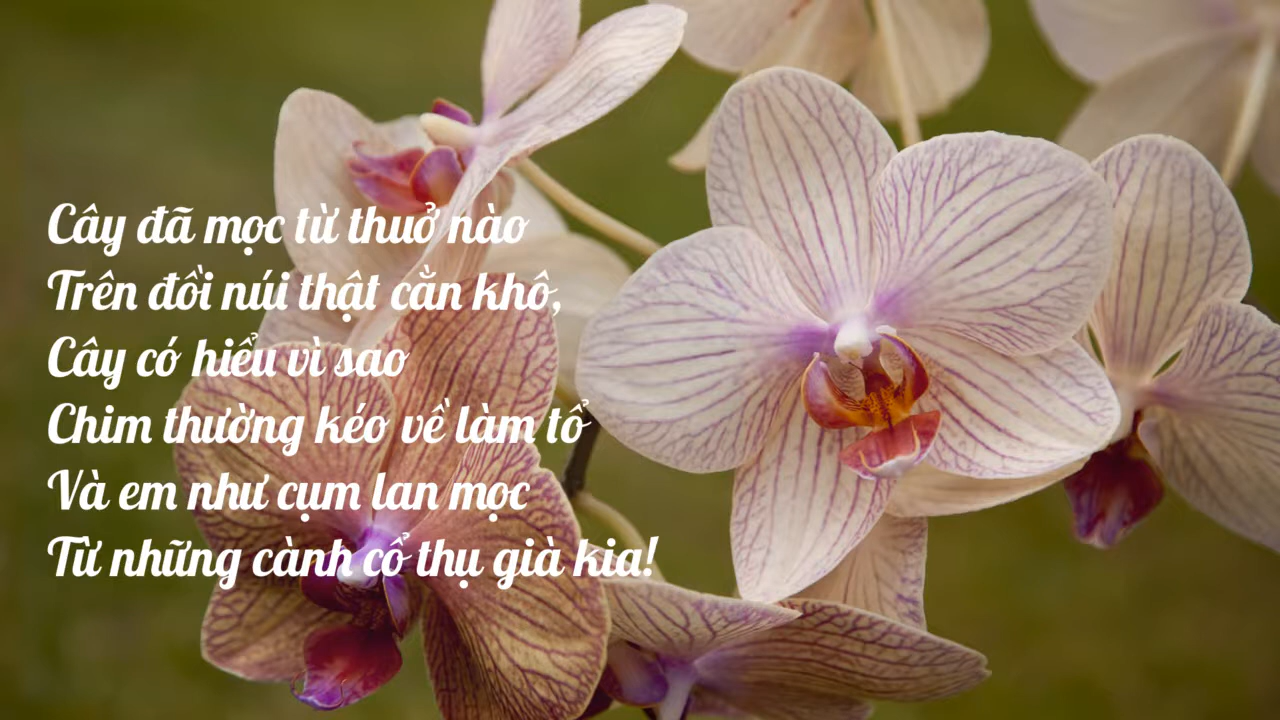 Cây đã mọc từ thuở nào
Trên đồi núi thật cằn khô,
Cây có hiểu vì sao
Chim thường kéo về làm tổ
Và em như cụm lan mọc
Từ những cành cổ thụ già kia!